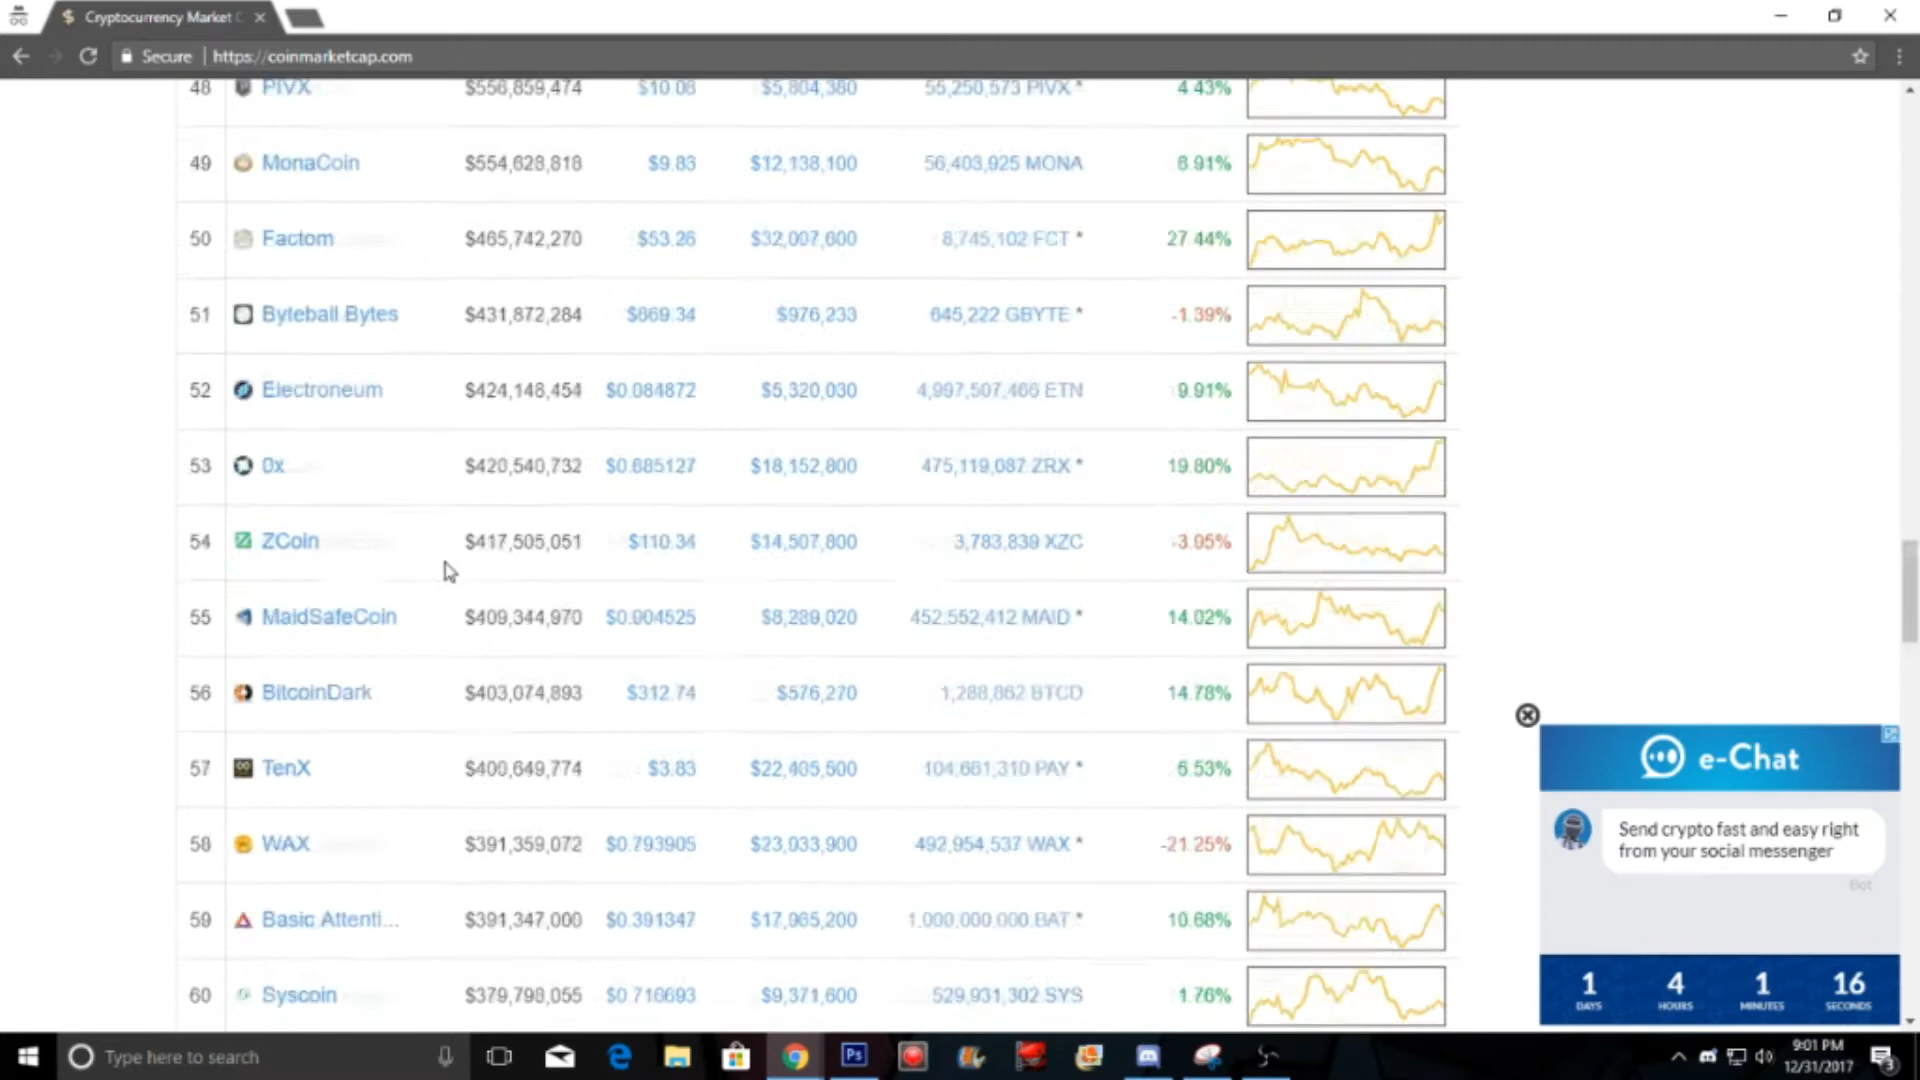 Cryptocurrency Market C
Secure | https://coinmarketcap.com
48 PIVX $556,859,474 $10.08 $5,804,380 55,250,573 PIVX * 4.43%
49 MonaCoin $554,628,818 $9.83 $12,138,100 56,403,925 MONA 6.91%
50 Factom $465,742,270 $53.26 $32,007,600 8,745,102 FCT * 27.44%
51 Byteball Bytes $431,872,284 $669.34 $976,233 645,222 GBYTE * -1.39%
52 Electroneum $424,148,454 $0.084872 $5,320,030 4,997,507,466 ETN 9.91%
53 0x $420,540,732 $0.885127 $18,152,800 475,119,087 ZRX * 19.80%
54 ZCoin $417,505,051 $110.34 $14,507,800 3,783,839 XZC -3.05%
55 MaidSafeCoin $409,344,970 $0.904525 $8,289,020 452,552,412 MAID * 14.02%
56 BitcoinDark $403,074,893 $312.74 $576,270 1,288,862 BTCD 14.78%
57 TenX $400,649,774 $3.83 $22,405,500 104,661,310 PAY * 6.53%
58 WAX $391,359,072 $0.793905 $23,033,900 492,954,537 WAX * -21.25%
59 Basic Attenti... $391,347,000 $0.391347 $17,065,200 1,000,000,000 BAT * 10.68%
60 Syscoin $379,798,055 $0.716693 $9,371,600 529,931,302 SYS 1.76%
e-Chat
Send crypto fast and easy right
from your social messenger
Bot
1 4 1 16
DAYS HOURS MINUTES SECONDS
Type here to search
Ps
9:01 PM
12/31/2017
3